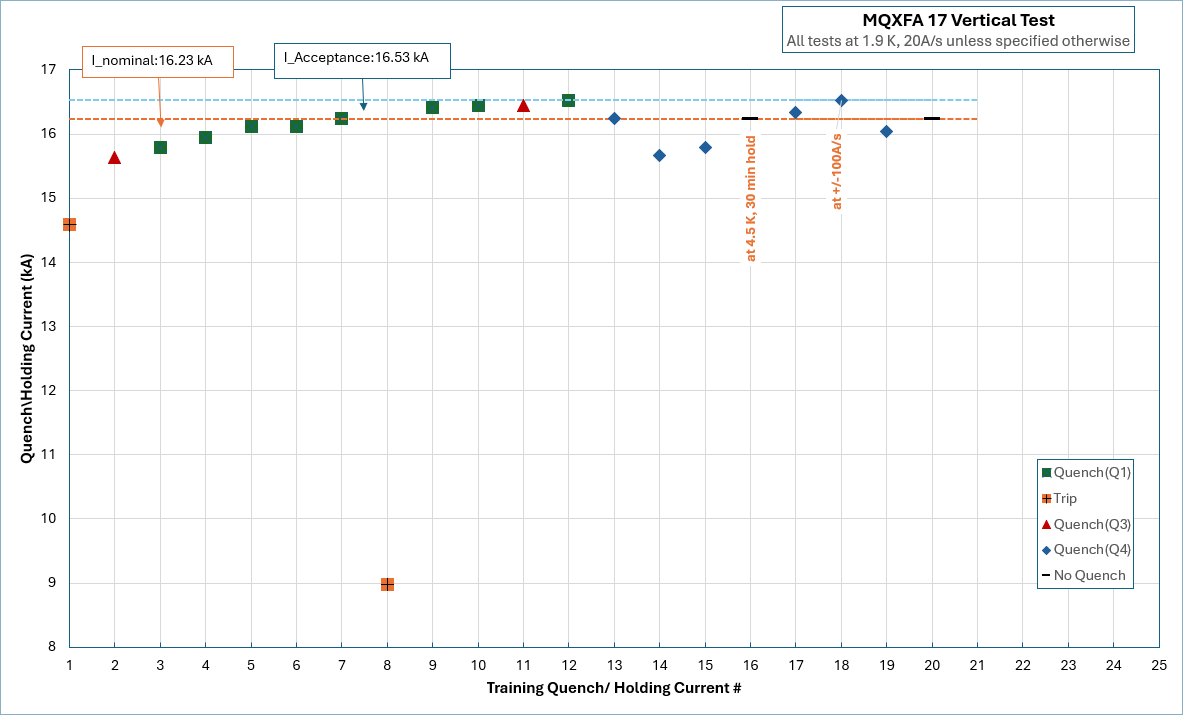 MQXFA 17 Vertical Test
All tests at 1.9 K, 20A/s unless specified otherwise
I_nominal:16.23 kA
I_Acceptance:16.53 kA
17
16
15
14
13
12
11
10
9
8
Quench\Holding Current (kA)
at 4.5 K, 30 min hold
at +/-100A/s
Quench(Q1)
Trip
Quench(Q3)
Quench(Q4)
No Quench
1 2 3 4 5 6 7 8 9 10 11 12 13 14 15 16 17 18 19 20 21 22 23 24 25
Training Quench/ Holding Current #